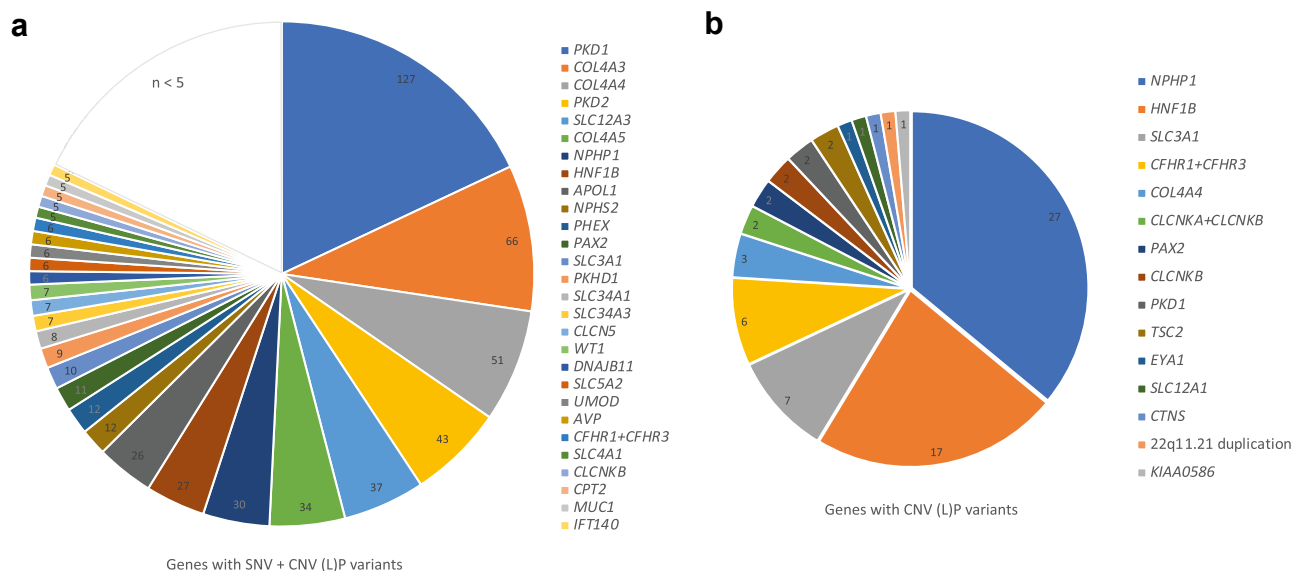 a
n < 5
127
66
51
43
37
34
30
27
26
12
12
11
10
9
8
7
7
7
6
6
6
6
6
5
5
5
5
5
PKD1
COL4A3
COL4A4
PKD2
SLC12A3
COL4A5
NPHP1
HNF1B
APOL1
NPHS2
PHEX
PAX2
SLC3A1
PKHD1
SLC34A1
SLC34A3
CLCN5
WT1
DNAJB11
SLC5A2
UMOD
AVP
CFHR1+CFHR3
SLC4A1
CLCNKB
CPT2
MUC1
IFT140
Genes with SNV + CNV (L)P variants
b
27
17
7
6
3
2
2
2
2
2
1
1
1
1
1
NPHP1
HNF1B
SLC3A1
CFHR1+CFHR3
COL4A4
CLCNKA+CLCNKB
PAX2
CLCNKB
PKD1
TSC2
EYA1
SLC12A1
CTNS
22q11.21 duplication
KIAA0586
Genes with CNV (L)P variants